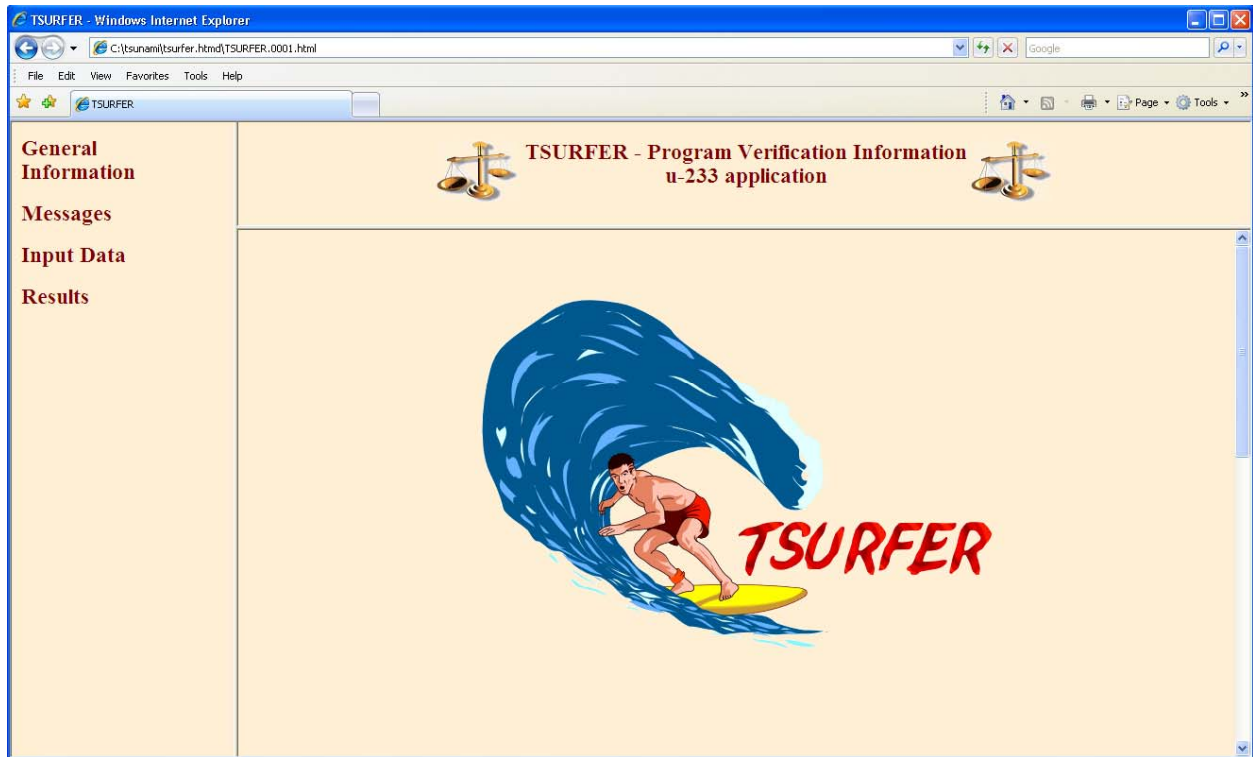 TSURFER - Windows Internet Explorer
C:\tsunami\tsurfer.htmd\TSURFER.0001.html
Google
File Edit View Favorites Tools Help
TSURFER
Page
Tools
»
General
Information
Messages
Input Data
Results
TSURFER - Program Verification Information
u-233 application
TSURFER